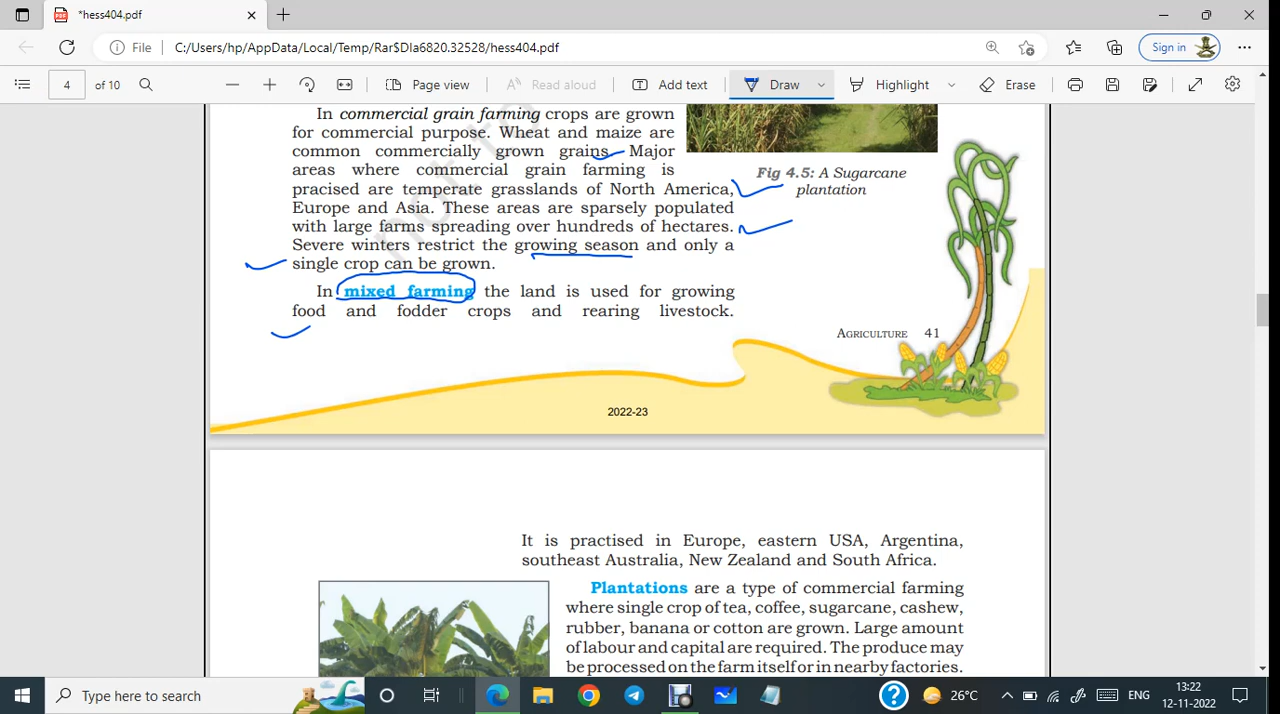 *hess404.pdf
File
C:/Users/hp/AppData/Local/Temp/Rar$DIa6820.32528/hess404.pdf
Sign in
4 of 10
Page view
Read aloud
Add text
Draw
Highlight
Erase
In commercial grain farming crops are grown
for commercial purpose. Wheat and maize are
common commercially grown grains. Major
areas where commercial grain farming is
pracised are temperate grasslands of North America,
Europe and Asia. These areas are sparsely populated
with large farms spreading over hundreds of hectares.
Severe winters restrict the growing season and only a
single crop can be grown.
In mixed farming the land is used for growing
food and fodder crops and rearing livestock.
Fig 4.5: A Sugarcane
plantation
AGRICULTURE 41
2022-23
It is practised in Europe, eastern USA, Argentina,
southeast Australia, New Zealand and South Africa.
Plantations are a type of commercial farming
where single crop of tea, coffee, sugarcane, cashew,
rubber, banana or cotton are grown. Large amount
of labour and capital are required. The produce may
be processed on the farm itself or in nearby factories.
Type here to search
26°C
ENG
13:22
12-11-2022